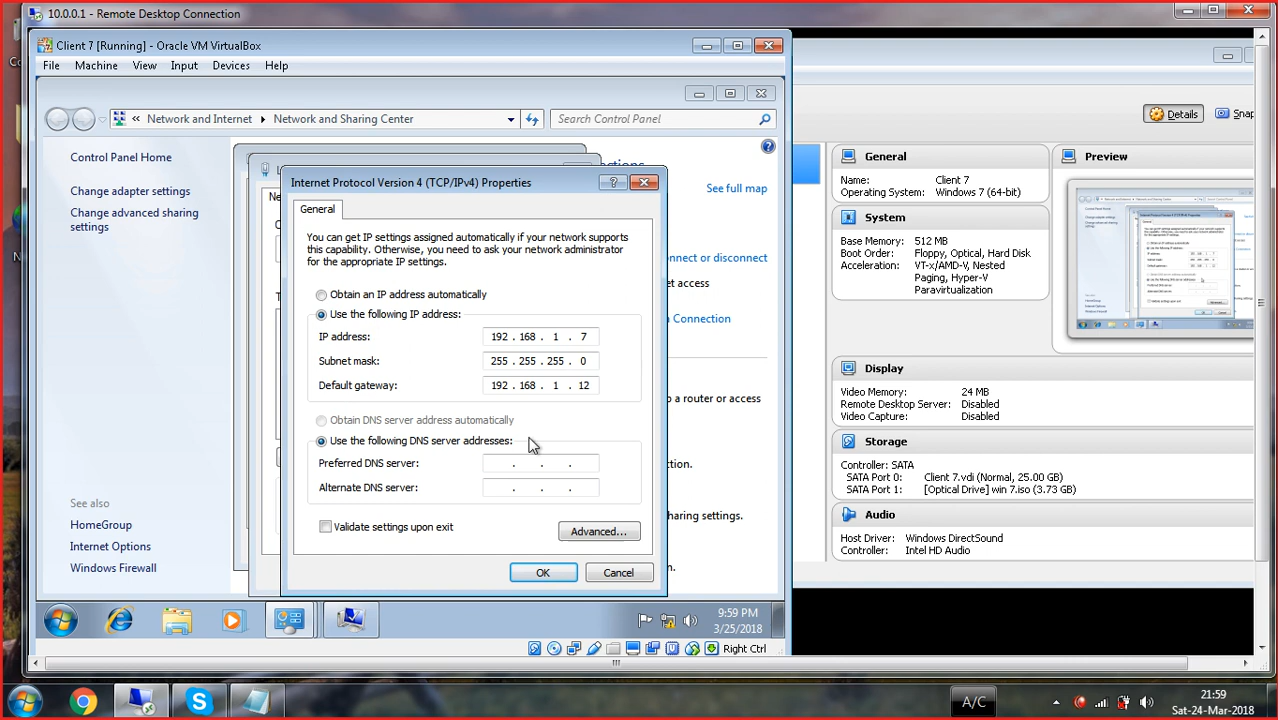 10.0.0.1 - Remote Desktop Connection
Client 7 [Running] - Oracle VM VirtualBox
File Machine View Input Devices Help
« Network and Internet Network and Sharing Center
Search Control Panel
Control Panel Home
Change adapter settings
Change advanced sharing
settings
See also
HomeGroup
Internet Options
Windows Firewall
See full map
onnect or disconnect
ccess:
Connection
o a router or access
ction.
haring settings.
Internet Protocol Version 4 (TCP/IPv4) Properties
General
You can get IP settings assigned automatically if your network supports
this capability. Otherwise, you need to ask your network administrator
for the appropriate IP settings.
Obtain an IP address automatically
Use the following IP address:
IP address: 192 . 168 . 1 . 7
Subnet mask: 255 . 255 . 255 . 0
Default gateway: 192 . 168 . 1 . 12
Obtain DNS server address automatically
Use the following DNS server addresses:
Preferred DNS server: . . .
Alternate DNS server: . . .
Validate settings upon exit
Advanced...
OK Cancel
9:59 PM
3/25/2018
Right Ctrl
Details Snap
General
Name: Client 7
Operating System: Windows 7 (64-bit)
System
Base Memory: 512 MB
Boot Order: Floppy, Optical, Hard Disk
Acceleration: VT-x/AMD-V, Nested
Paging, Hyper-V
Paravirtualization
Preview
Display
Video Memory: 24 MB
Remote Desktop Server: Disabled
Video Capture: Disabled
Storage
Controller: SATA
SATA Port 0: Client 7.vdi (Normal, 25.00 GB)
SATA Port 1: [Optical Drive] win 7.iso (3.73 GB)
Audio
Host Driver: Windows DirectSound
Controller: Intel HD Audio
A/C
21:59
Sat-24-Mar-2018